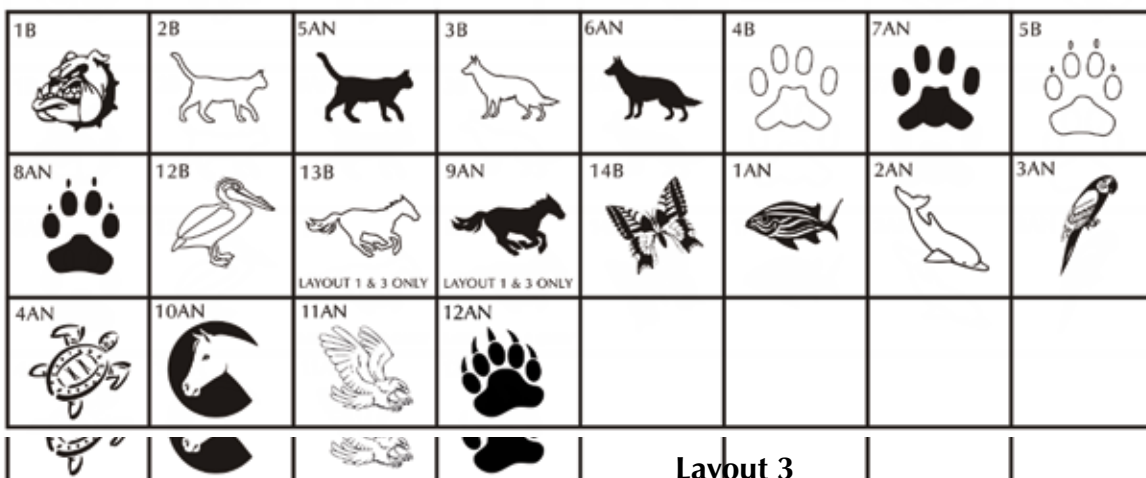 1B 2B 5AN 3B 6AN 4B 7AN 5B
8AN 12B 13B 9AN 14B 1AN 2AN 3AN
LAYOUT 1 & 3 ONLY LAYOUT 1 & 3 ONLY
4AN 10AN 11AN 12AN
Layout 3